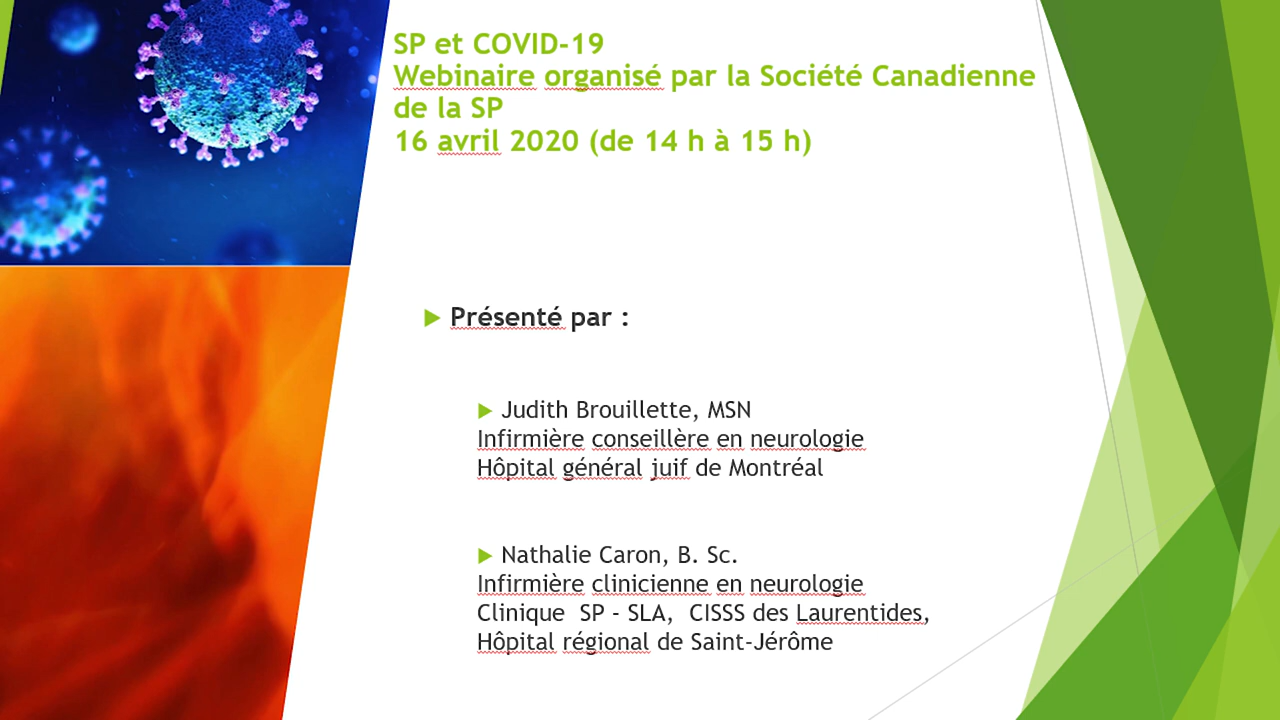 SP et COVID-19
Webinaire organisé par la Société Canadienne
de la SP
16 avril 2020 (de 14 h à 15 h)
Présenté par :
Judith Brouillette, MSN
Infirmière conseillère en neurologie
Hôpital général juif de Montréal
Nathalie Caron, B. Sc.
Infirmière clinicienne en neurologie
Clinique  SP - SLA,  CISSS des Laurentides,
Hôpital régional de Saint-Jérôme